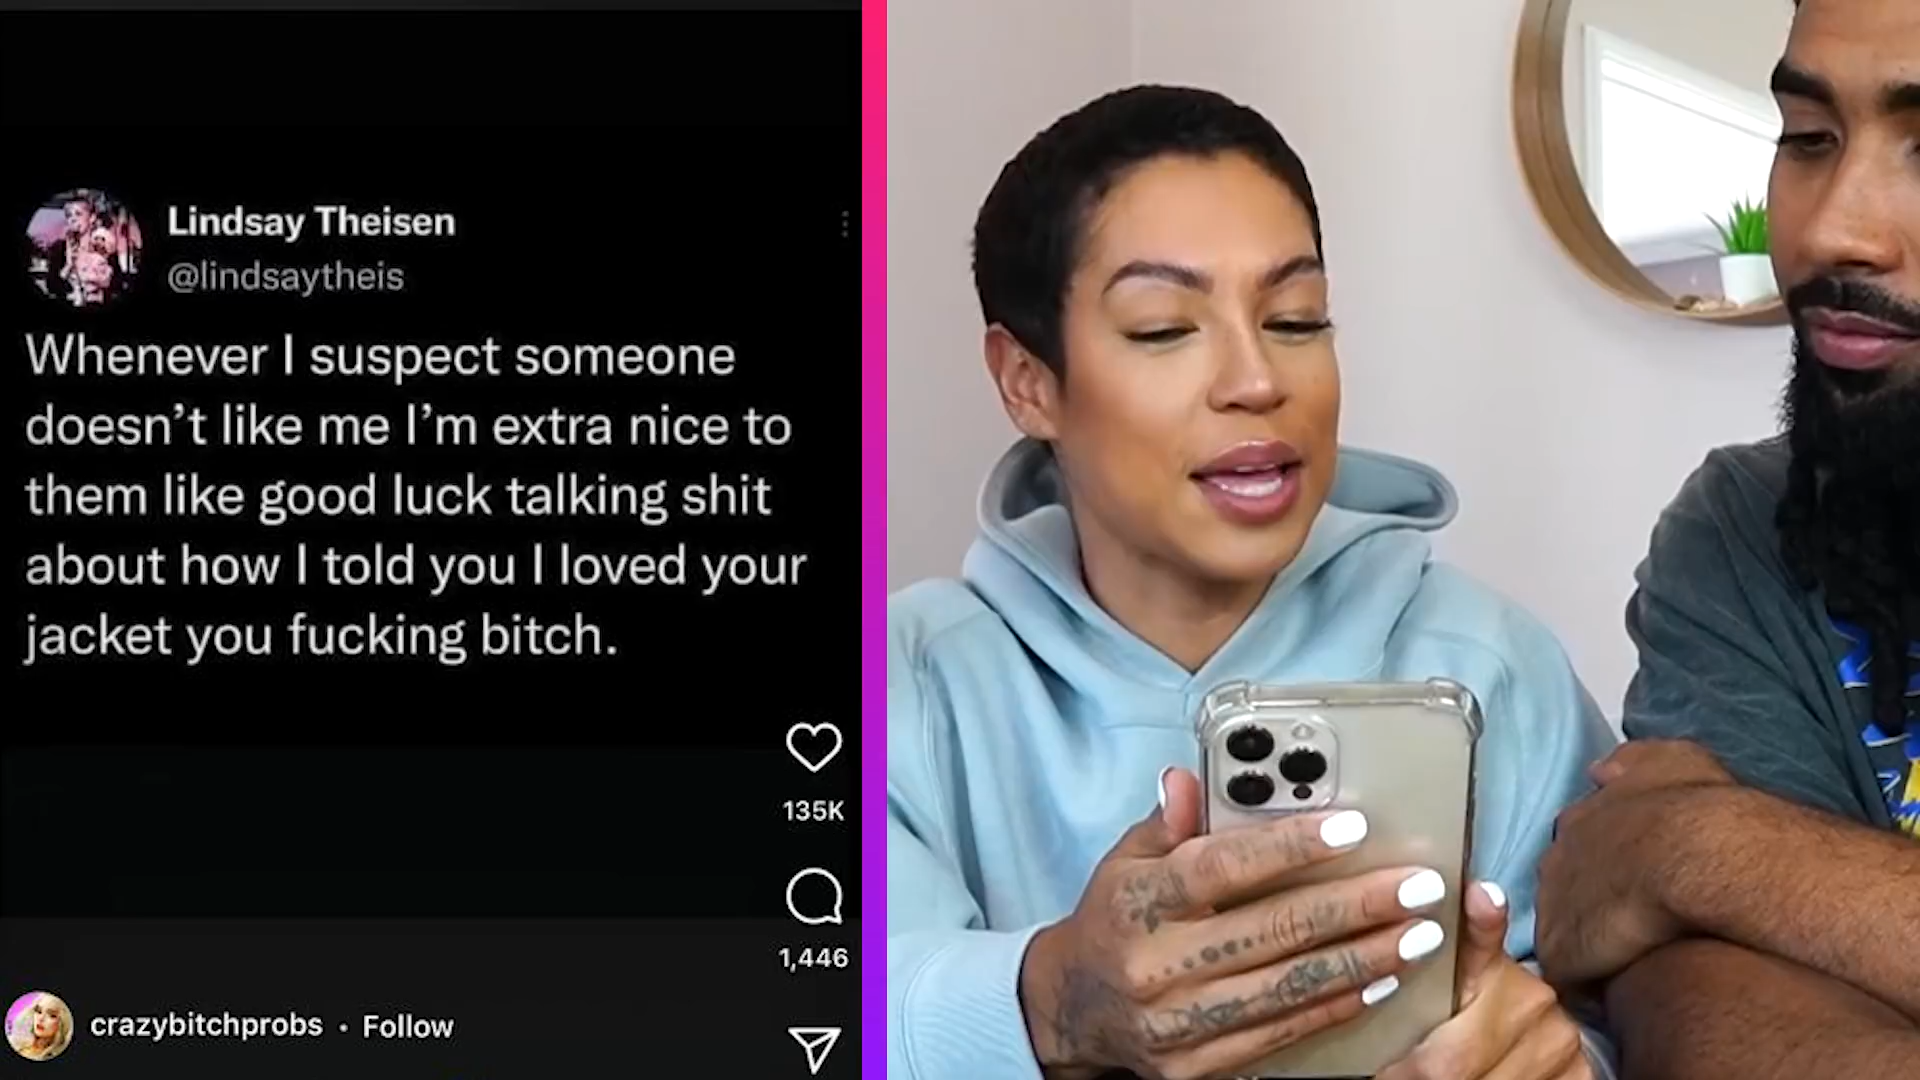 Lindsay Theisen
@lindsaytheis
Whenever I suspect someone
doesn’t like me I’m extra nice to
them like good luck talking shit
about how I told you I loved your
jacket you fucking bitch.
135K
1,446
crazybitchprobs • Follow